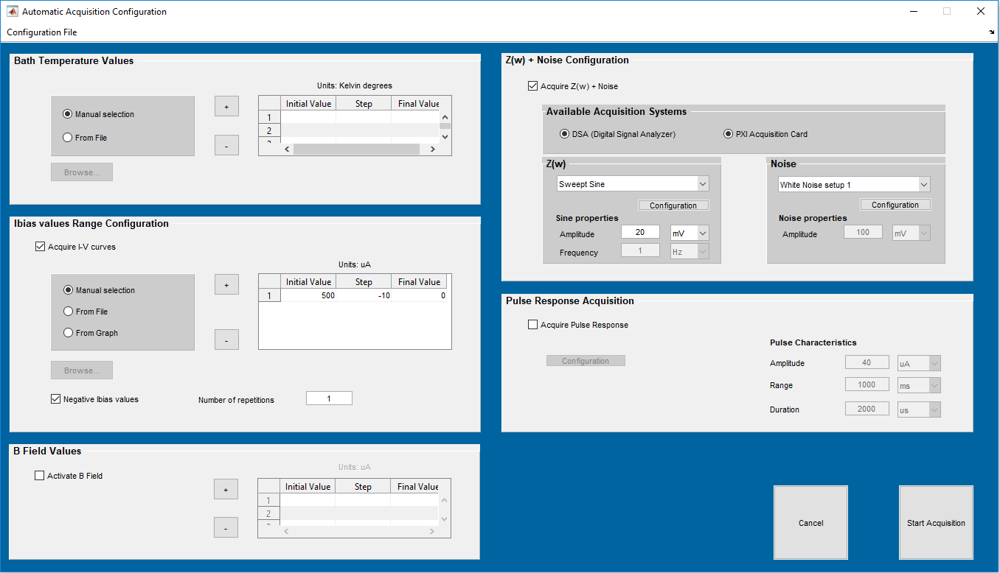 Automatic Acquisition Configuration
Configuration File
Bath Temperature Values
Units: Kelvin degrees
Manual selection
From File
+
-
Initial Value Step Final Value
1
2
Browse...
Ibias values Range Configuration
Acquire I-V curves
Units: uA
Manual selection
From File
From Graph
+
-
Initial Value Step Final Value
1 500 -10 0
Browse...
Negative Ibias values
Number of repetitions 1
B Field Values
Activate B Field
Units: uA
+
-
Initial Value Step Final Value
1
2
Z(w) + Noise Configuration
Acquire Z(w) + Noise
Available Acquisition Systems
DSA (Digital Signal Analyzer) PXI Acquisition Card
Z(w)
Sweept Sine
Configuration
Sine properties
Amplitude 20 mV
Frequency 1 Hz
Noise
White Noise setup 1
Configuration
Noise properties
Amplitude 100 mV
Pulse Response Acquisition
Acquire Pulse Response
Configuration
Pulse Characteristics
Amplitude 40 uA
Range 1000 ms
Duration 2000 us
Cancel
Start Acquisition